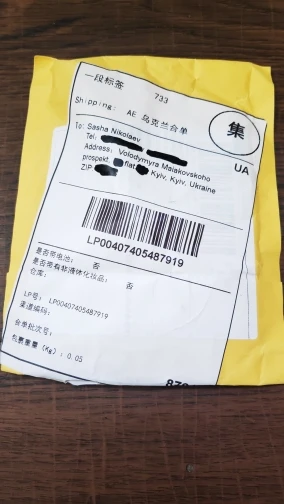 一段标签
733
Shipping: AE 乌克兰合单
集
To: Sasha Nikolaev
UA
Tel:
Address: Volodymyra Malakovskoho
prospekt, flat Kyiv, Kyiv, Ukraine
ZIP
LP00407405487919
是否带电池: 否
是否带有非液体化妆品: 否
仓库:
LP号: LP00407405487919
渠道编码:
合单批次号:
包裹重量(Kg): 0.05